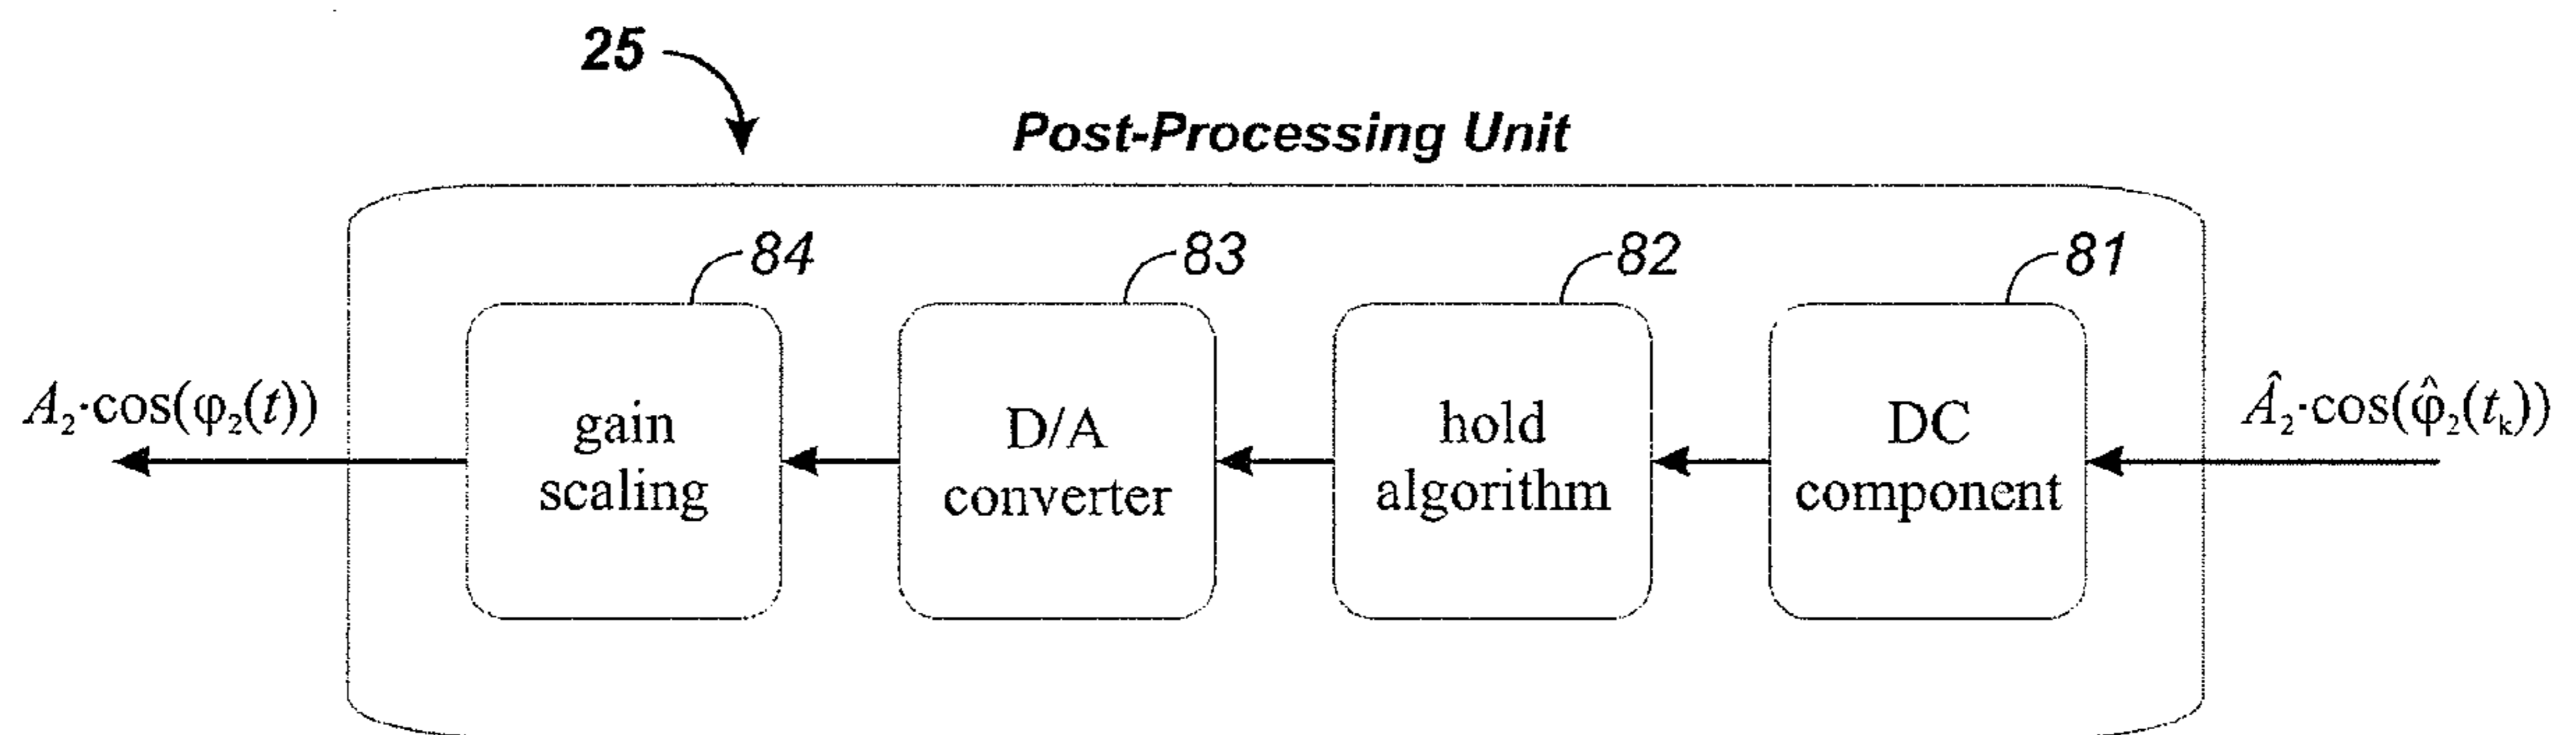 25
Post-Processing Unit
84
83
82
81
A₂·cos(φ₂(t))
gain
scaling
D/A
converter
hold
algorithm
DC
component
Â₂·cos(φ̂₂(tₖ))